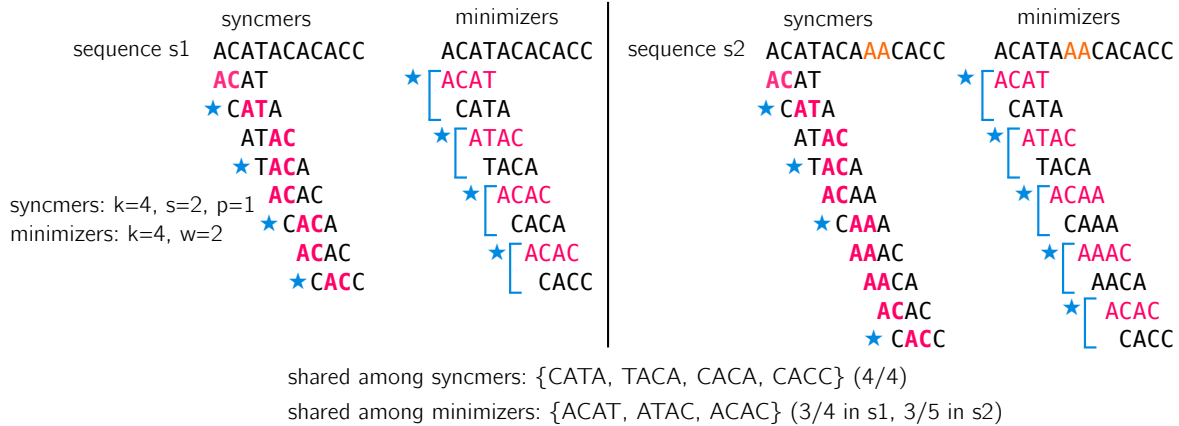 syncmers
sequence s1 ACATACACACC
ACAT
CATA
ATAC
TACA
ACAC
CACA
ACAC
CACC
syncmers: k=4, s=2, p=1
minimizers: k=4, w=2
minimizers
ACATACACACC
ACAT
CATA
ATAC
TACA
ACAC
CACA
ACAC
CACC
syncmers
sequence s2 ACATACAAACACC
ACAT
CATA
ATAC
TACA
ACAA
CAAA
AAAC
AACA
ACAC
CACC
minimizers
ACATAAACACACC
ACAT
CATA
ATAC
TACA
ACAA
CAAA
AAAC
AACA
ACAC
CACC
shared among syncmers: {CATA, TACA, CACA, CACC} (4/4)
shared among minimizers: {ACAT, ATAC, ACAC} (3/4 in s1, 3/5 in s2)